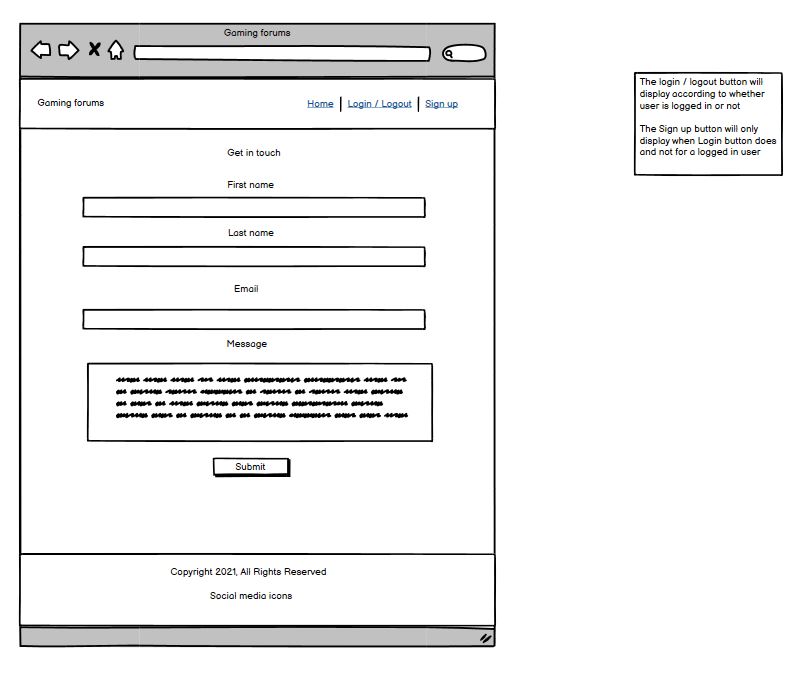 Gaming forums
Gaming forums
Home | Login / Logout | Sign up
Get in touch
First name
Last name
Email
Message
Submit
Copyright 2021, All Rights Reserved
Social media icons
The login / logout button will
display according to whether
user is logged in or not
The Sign up button will only
display when Login button does
and not for a logged in user